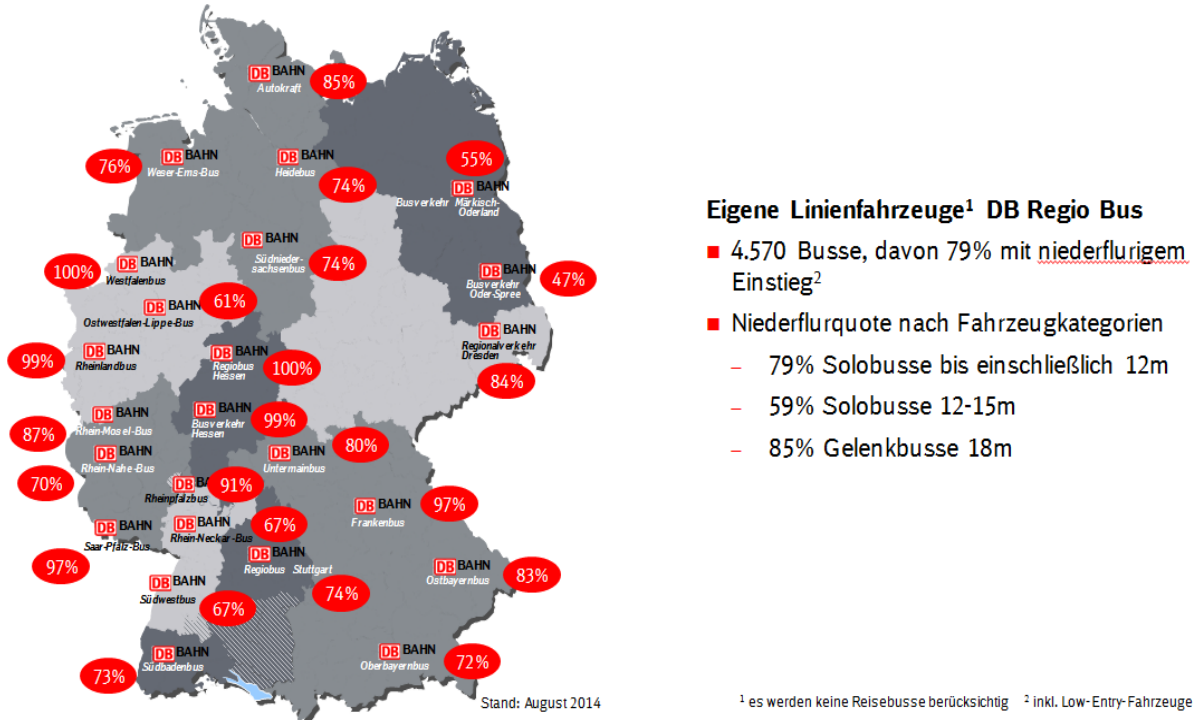 DB BAHN
Autokraft
85%
DB BAHN
Weser-Ems-Bus
76%
DB BAHN
Heidebus
74%
55%
DB BAHN
Busverkehr Märkisch-
Oderland
DB BAHN
Südnieder-
sachsenbus
74%
DB BAHN
Westfalenbus
100%
DB BAHN
Busverkehr
Oder-Spree
47%
DB BAHN
Ostwestfalen-Lippe-Bus
61%
DB BAHN
Regionalverkehr
Dresden
84%
DB BAHN
Rheinlandbus
99%
DB BAHN
Regiobus
Hessen
100%
DB BAHN
Rhein-Mosel-Bus
87%
DB BAHN
Busverkehr
Hessen
99%
DB BAHN
Rhein-Nahe-Bus
70%
DB BAHN
Untermainbus
80%
DB BA
Rheinpfalzbus
91%
DB BAHN
Frankenbus
97%
DB BAHN
Saar-Pfalz-Bus
97%
DB BAHN
Rhein-Neckar-Bus
67%
DB BAHN
Regiobus Stuttgart
74%
DB BAHN
Ostbayernbus
83%
DB BAHN
Südwestbus
67%
DB BAHN
Südbadenbus
73%
DB BAHN
Oberbayernbus
72%
Stand: August 2014
Eigene Linienfahrzeuge¹ DB Regio Bus
■ 4.570 Busse, davon 79% mit niederflurigem
Einstieg²
■ Niederflurquote nach Fahrzeugkategorien
– 79% Solobusse bis einschließlich 12m
– 59% Solobusse 12-15m
– 85% Gelenkbusse 18m
¹ es werden keine Reisebusse berücksichtig ² inkl. Low-Entry-Fahrzeuge